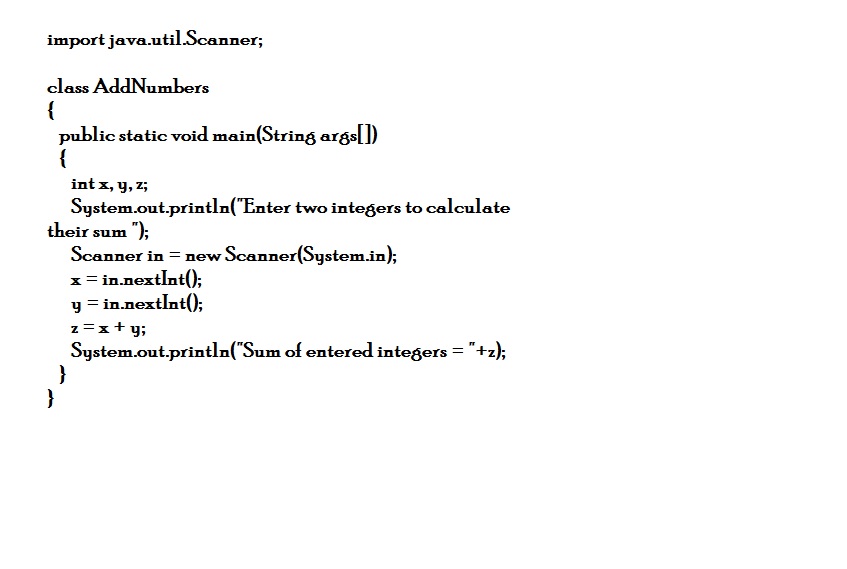 import java.util.Scanner;
class AddNumbers
{
public static void main(String args[])
{
int x, y, z;
System.out.println("Enter two integers to calculate
their sum ");
Scanner in = new Scanner(System.in);
x = in.nextInt();
y = in.nextInt();
z = x + y;
System.out.println("Sum of entered integers = "+z);
}
}